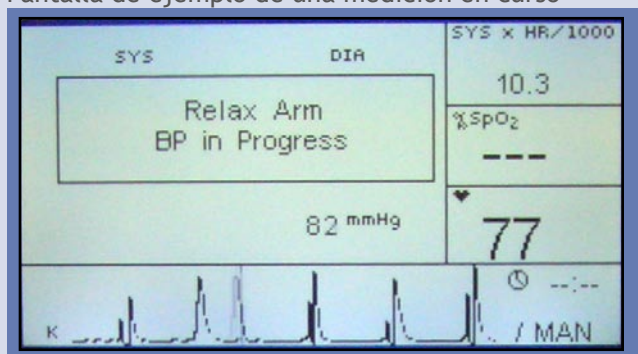 Pantalla de ejemplo de una medición en curso
SYS DIA
Relax Arm
BP in Progress
82 mmHg
K
SYS x HR/1000
10.3
%SpO₂
---
77
--:--
/ MAN